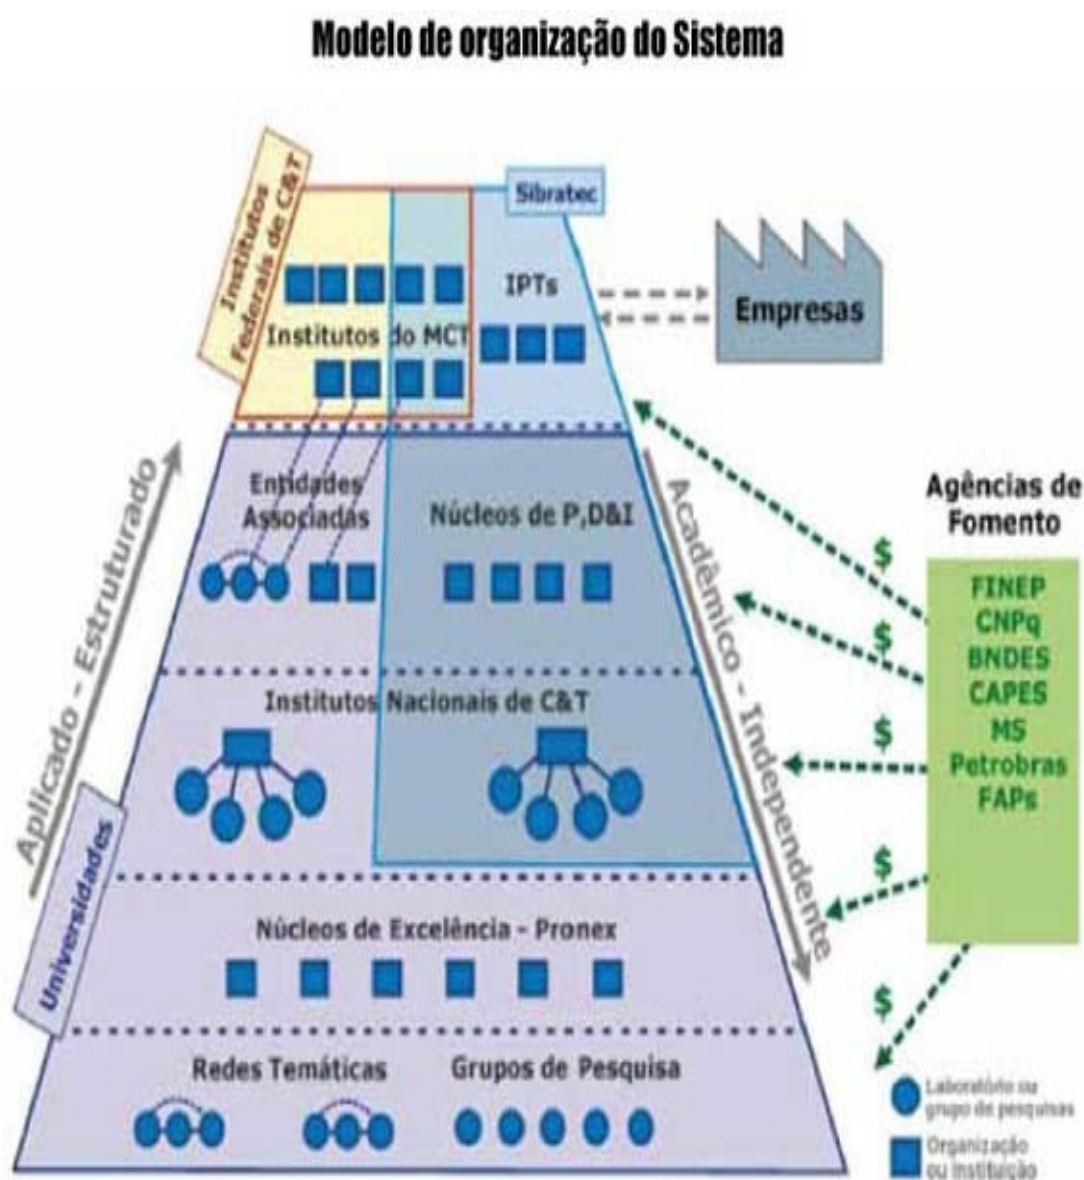 Modelo de organização do Sistema
Institutos
Federais de C&T
Sibratec
IPTs
Institutos do MCT
Empresas
Entidades
Associadas
Núcleos de P,D&I
Aplicado - Estruturado
Acadêmico - Independente
Agências de
Fomento
$
$
$
$
$
FINEP
CNPq
BNDES
CAPES
MS
Petrobras
FAPs
Institutos Nacionais de C&T
Universidades
Núcleos de Excelência - Pronex
Redes Temáticas
Grupos de Pesquisa
Laboratório ou
grupo de pesquisas
Organização
ou instituição